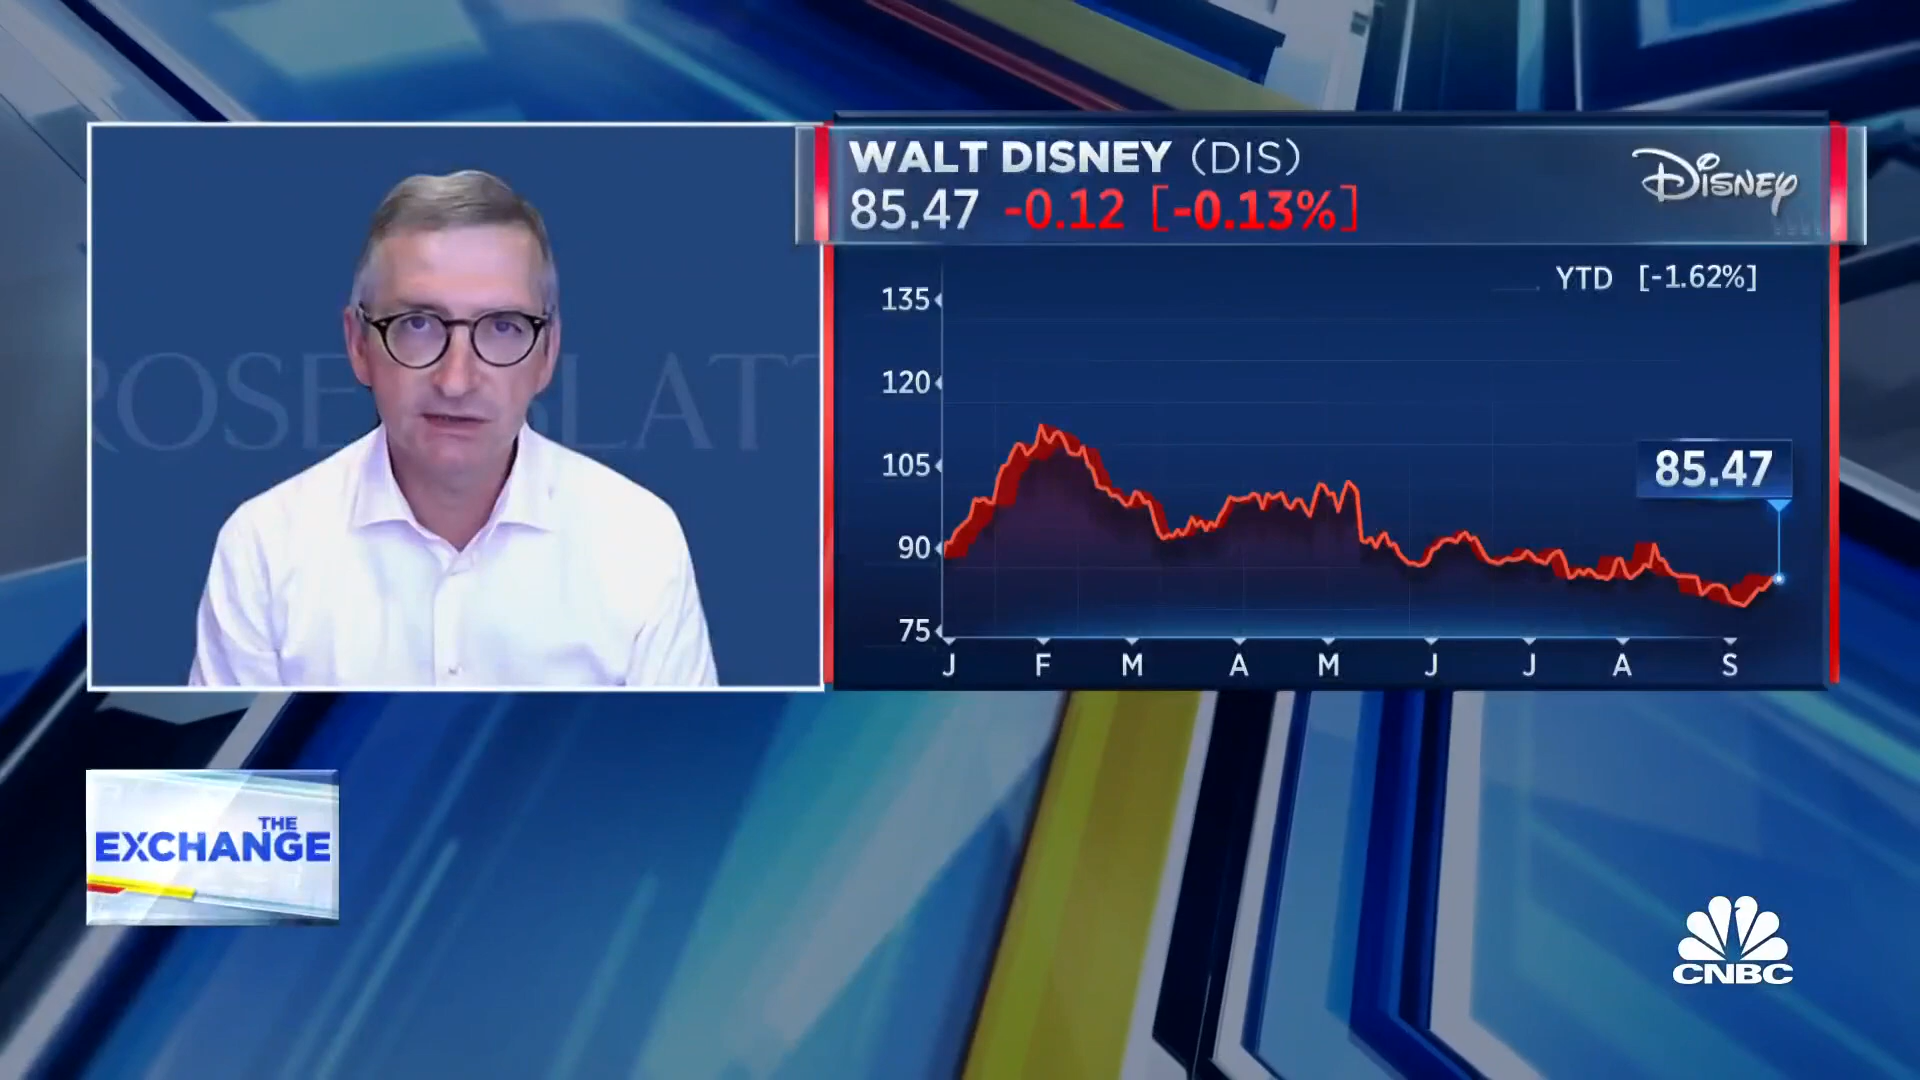 ROSENBLATT
WALT DISNEY (DIS)
85.47 -0.12 [-0.13%]
DISNEY
YTD [-1.62%]
135
120
105
90
75
85.47
J F M A M J J A S
THE
EXCHANGE
CNBC